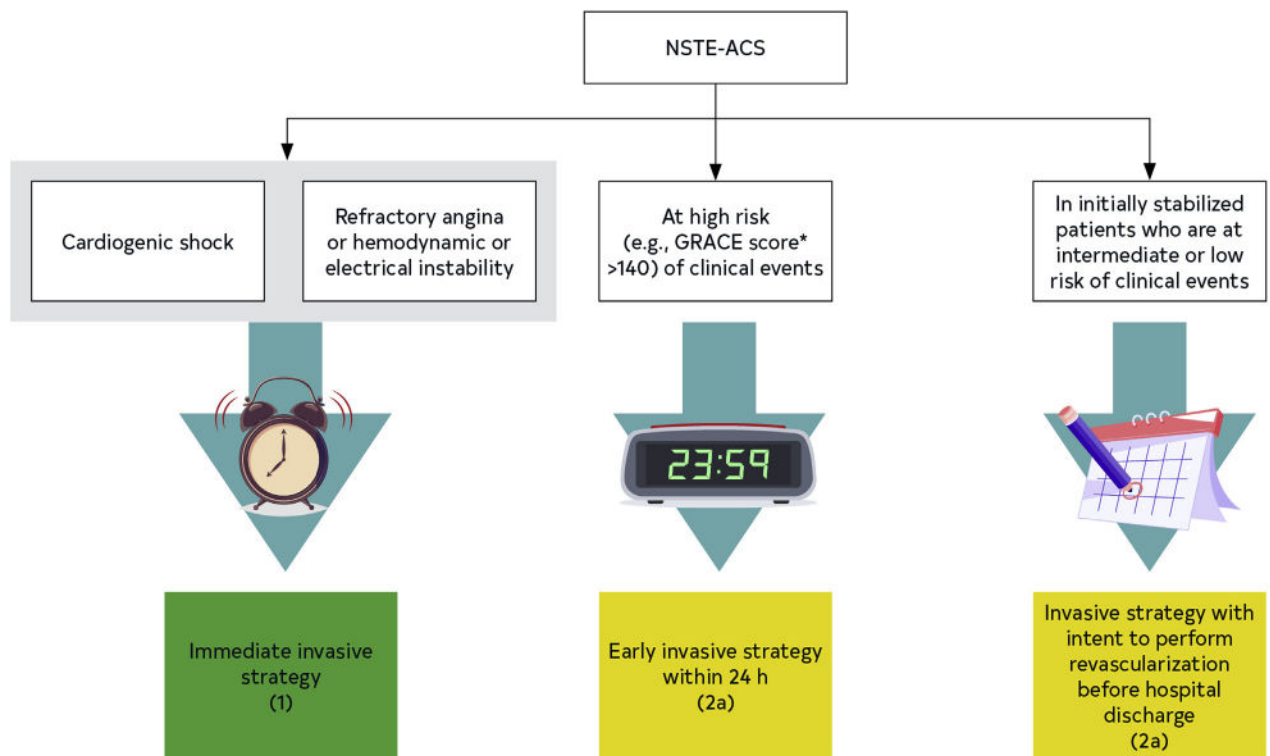 NSTE-ACS
Cardiogenic shock
Refractory angina
or hemodynamic or
electrical instability
At high risk
(e.g., GRACE score*
>140) of clinical events
In initially stabilized
patients who are at
intermediate or low
risk of clinical events
23:59
Immediate invasive
strategy
(1)
Early invasive strategy
within 24 h
(2a)
Invasive strategy with
intent to perform
revascularization
before hospital
discharge
(2a)